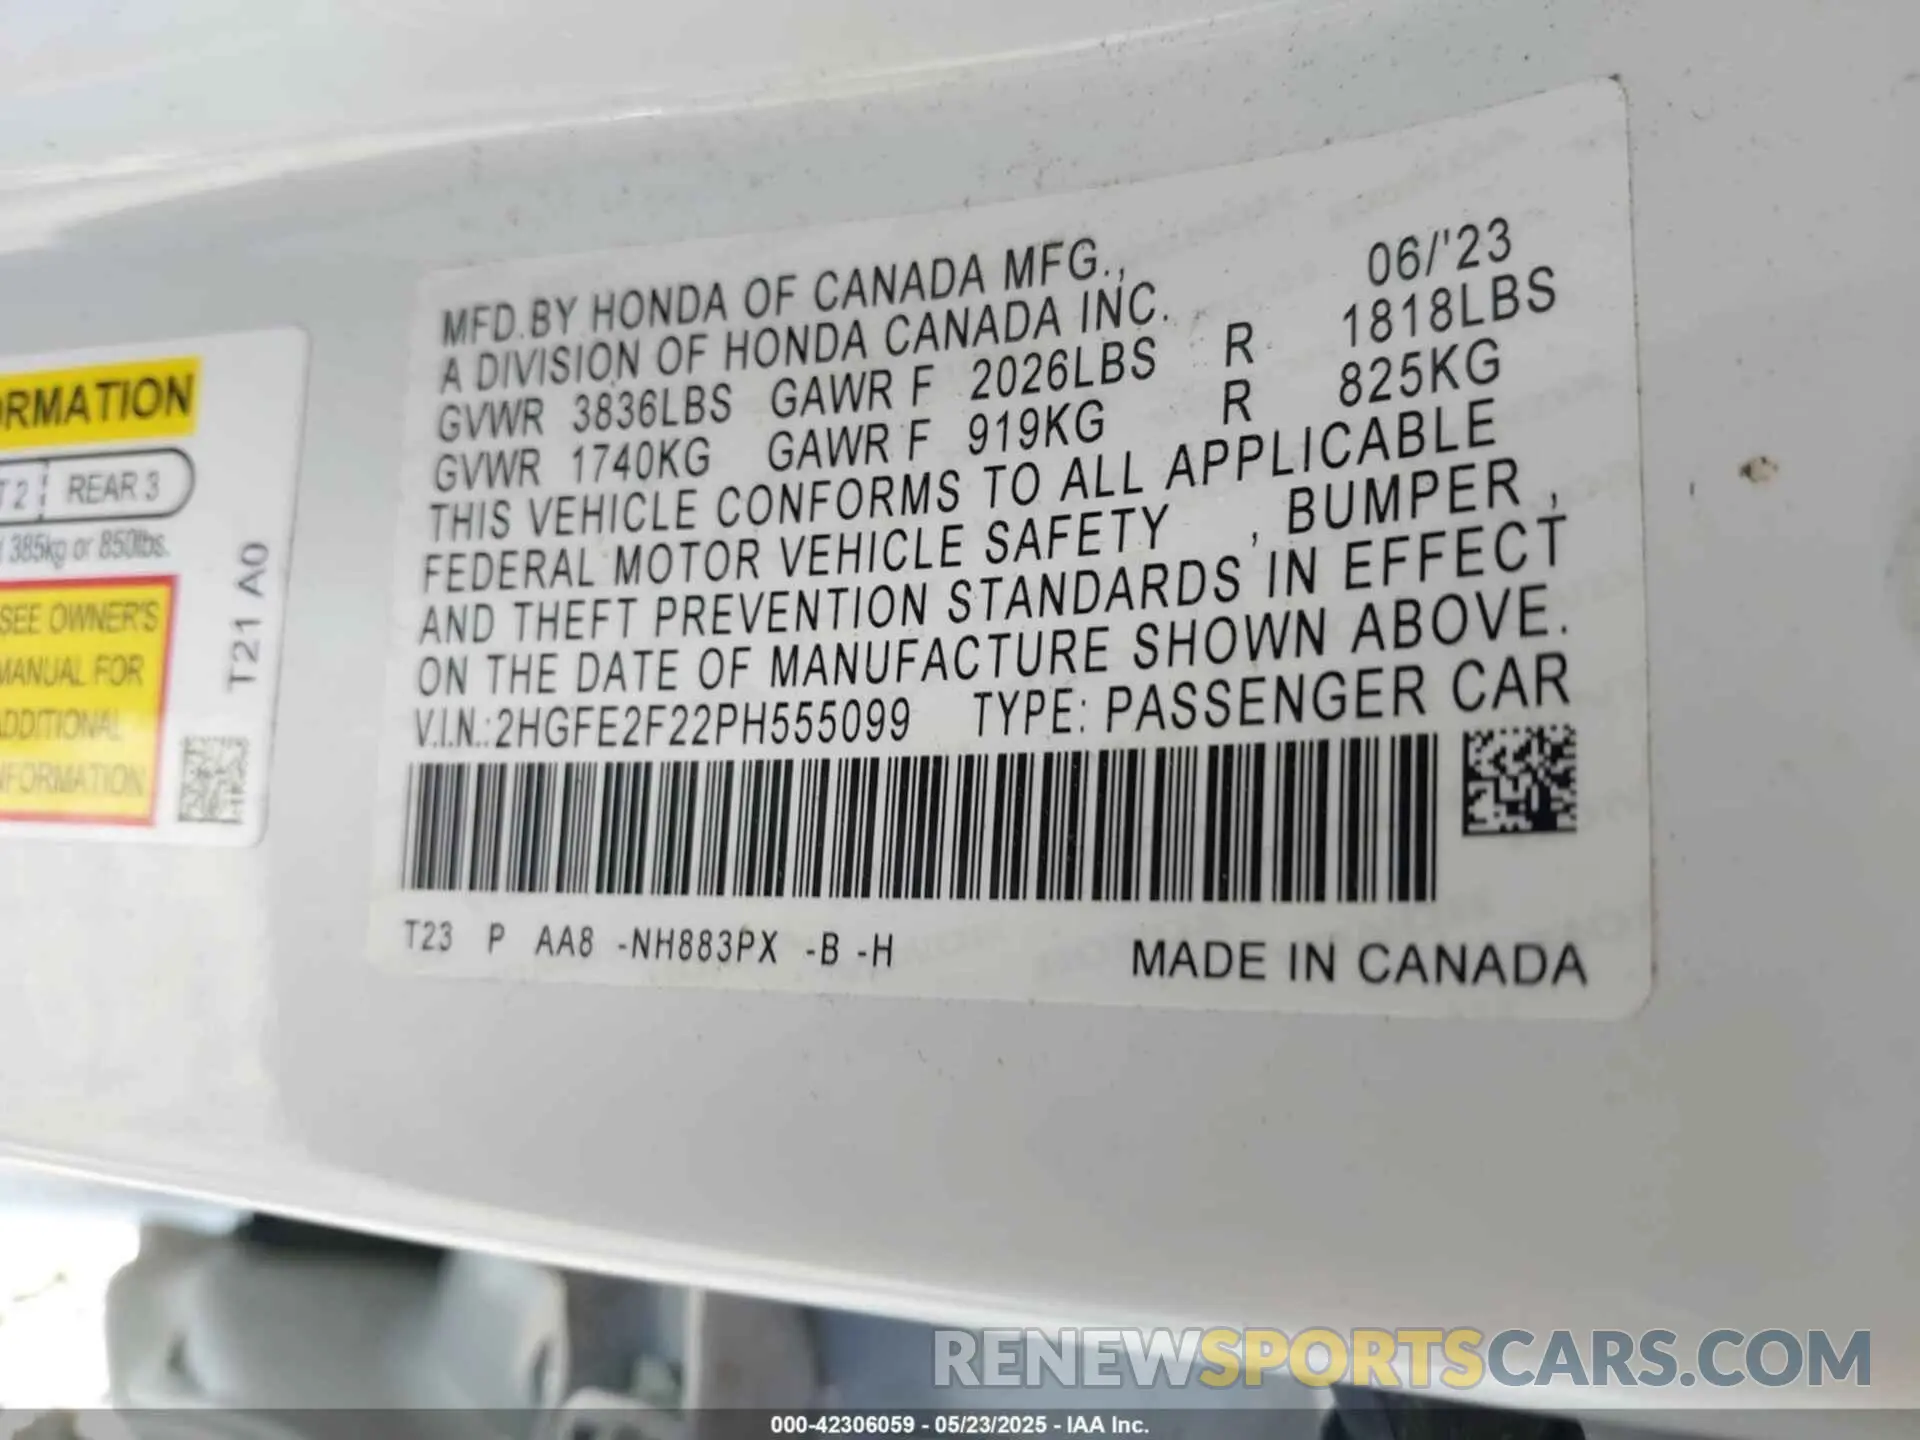 ORMATION
T 2 REAR 3
385kg or 850lbs.
SEE OWNER'S
MANUAL FOR
ADDITIONAL
INFORMATION
T21 A0
MFD.BY HONDA OF CANADA MFG., 06/'23
A DIVISION OF HONDA CANADA INC.
GVWR 3836LBS GAWR F 2026LBS R 1818LBS
GVWR 1740KG GAWR F 919KG R 825KG
THIS VEHICLE CONFORMS TO ALL APPLICABLE
FEDERAL MOTOR VEHICLE SAFETY , BUMPER ,
AND THEFT PREVENTION STANDARDS IN EFFECT
ON THE DATE OF MANUFACTURE SHOWN ABOVE.
V.I.N.:2HGFE2F22PH555099 TYPE: PASSENGER CAR
T23 P AA8 -NH883PX -B -H MADE IN CANADA
RENEWSPORTSCARS.COM
000-42306059 - 05/23/2025 - IAA Inc.